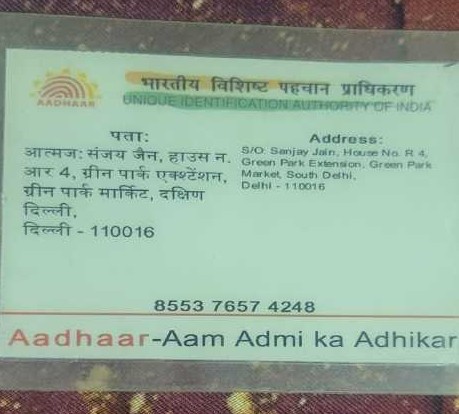 AADHAAR
भारतीय विशिष्ट पहचान प्राधिकरण
UNIQUE IDENTIFICATION AUTHORITY OF INDIA
पता:
आत्मज: संजय जैन, हाउस न.
आर 4, ग्रीन पार्क एक्श्टेंशन,
ग्रीन पार्क मार्किट, दक्षिण
दिल्ली,
दिल्ली - 110016
Address:
S/O: Sanjay Jain, House No. R 4,
Green Park Extension, Green Park
Market, South Delhi,
Delhi - 110016
8553 7657 4248
Aadhaar-Aam Admi ka Adhikar